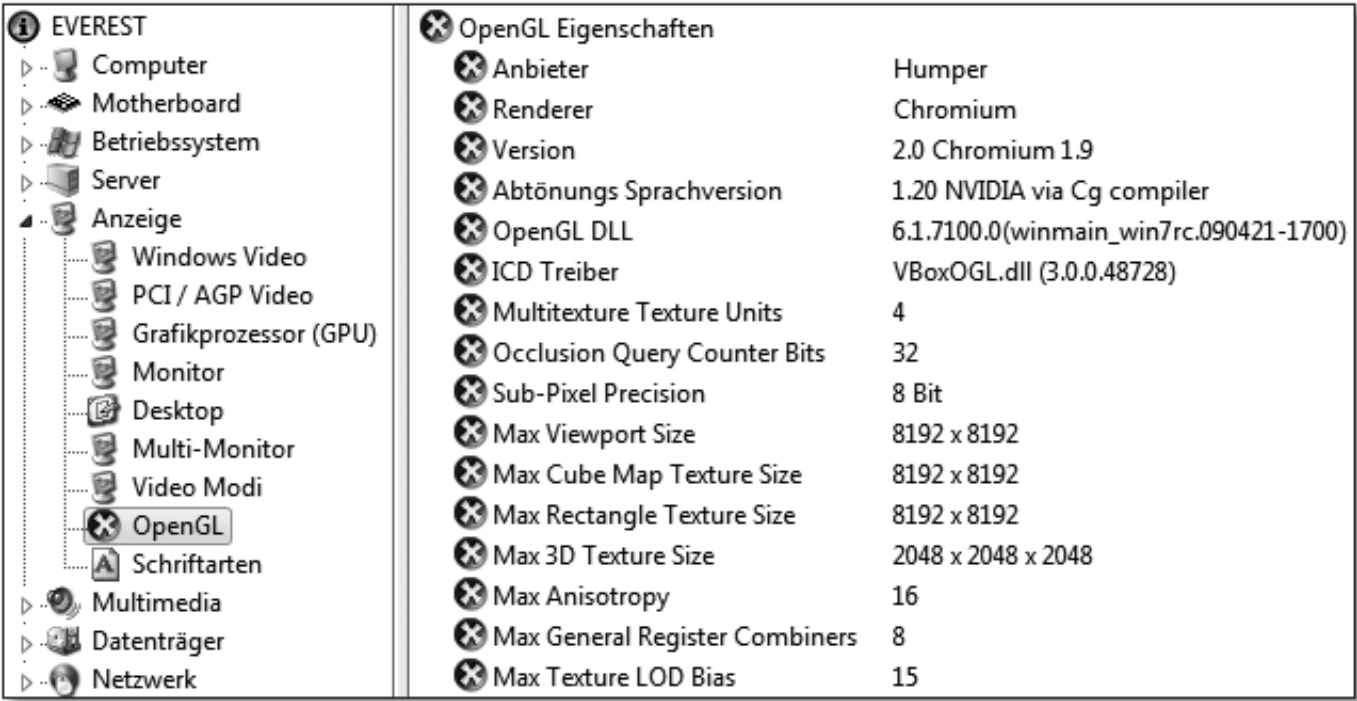 EVEREST
Computer
Motherboard
Betriebssystem
Server
Anzeige
Windows Video
PCI / AGP Video
Grafikprozessor (GPU)
Monitor
Desktop
Multi-Monitor
Video Modi
OpenGL
Schriftarten
Multimedia
Datenträger
Netzwerk
OpenGL Eigenschaften
Anbieter Humper
Renderer Chromium
Version 2.0 Chromium 1.9
Abtönungs Sprachversion 1.20 NVIDIA via Cg compiler
OpenGL DLL 6.1.7100.0(winmain_win7rc.090421-1700)
ICD Treiber VBoxOGL.dll (3.0.0.48728)
Multitexture Texture Units 4
Occlusion Query Counter Bits 32
Sub-Pixel Precision 8 Bit
Max Viewport Size 8192 x 8192
Max Cube Map Texture Size 8192 x 8192
Max Rectangle Texture Size 8192 x 8192
Max 3D Texture Size 2048 x 2048 x 2048
Max Anisotropy 16
Max General Register Combiners 8
Max Texture LOD Bias 15